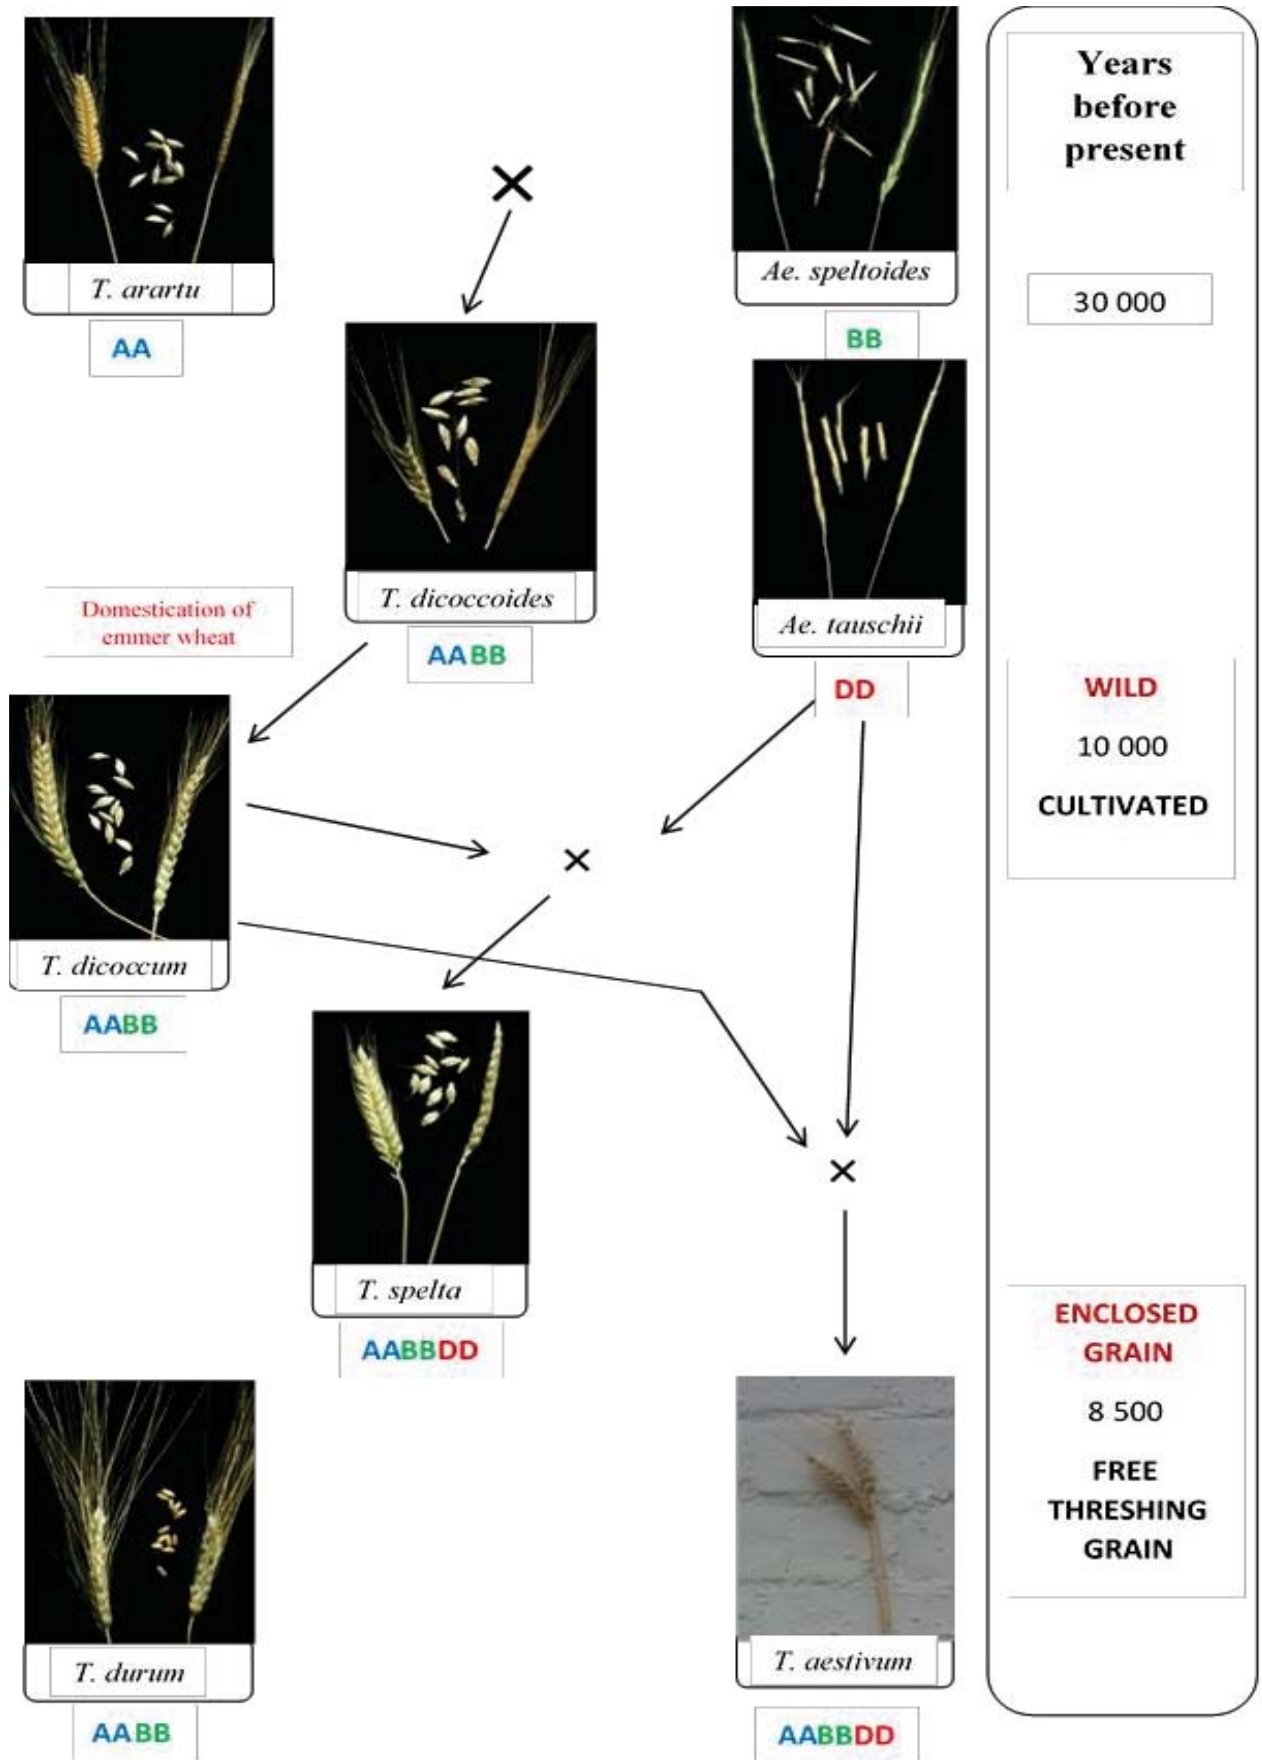 T. arartu
AA
Ae. speltoides
BB
T. dicoccoides
AABB
Ae. tauschii
DD
Domestication of
emmer wheat
T. dicoccum
AABB
T. spelta
AABBDD
T. durum
AABB
T. aestivum
AABBDD
Years
before
present
30 000
WILD
10 000
CULTIVATED
ENCLOSED
GRAIN
8 500
FREE
THRESHING
GRAIN